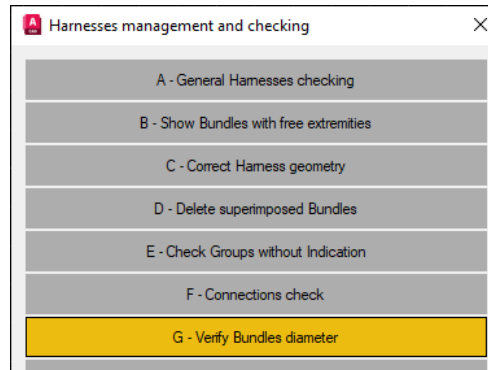 Harnesses management and checking
A - General Harnesses checking
B - Show Bundles with free extremities
C - Correct Harness geometry
D - Delete superimposed Bundles
E - Check Groups without Indication
F - Connections check
G - Verify Bundles diameter